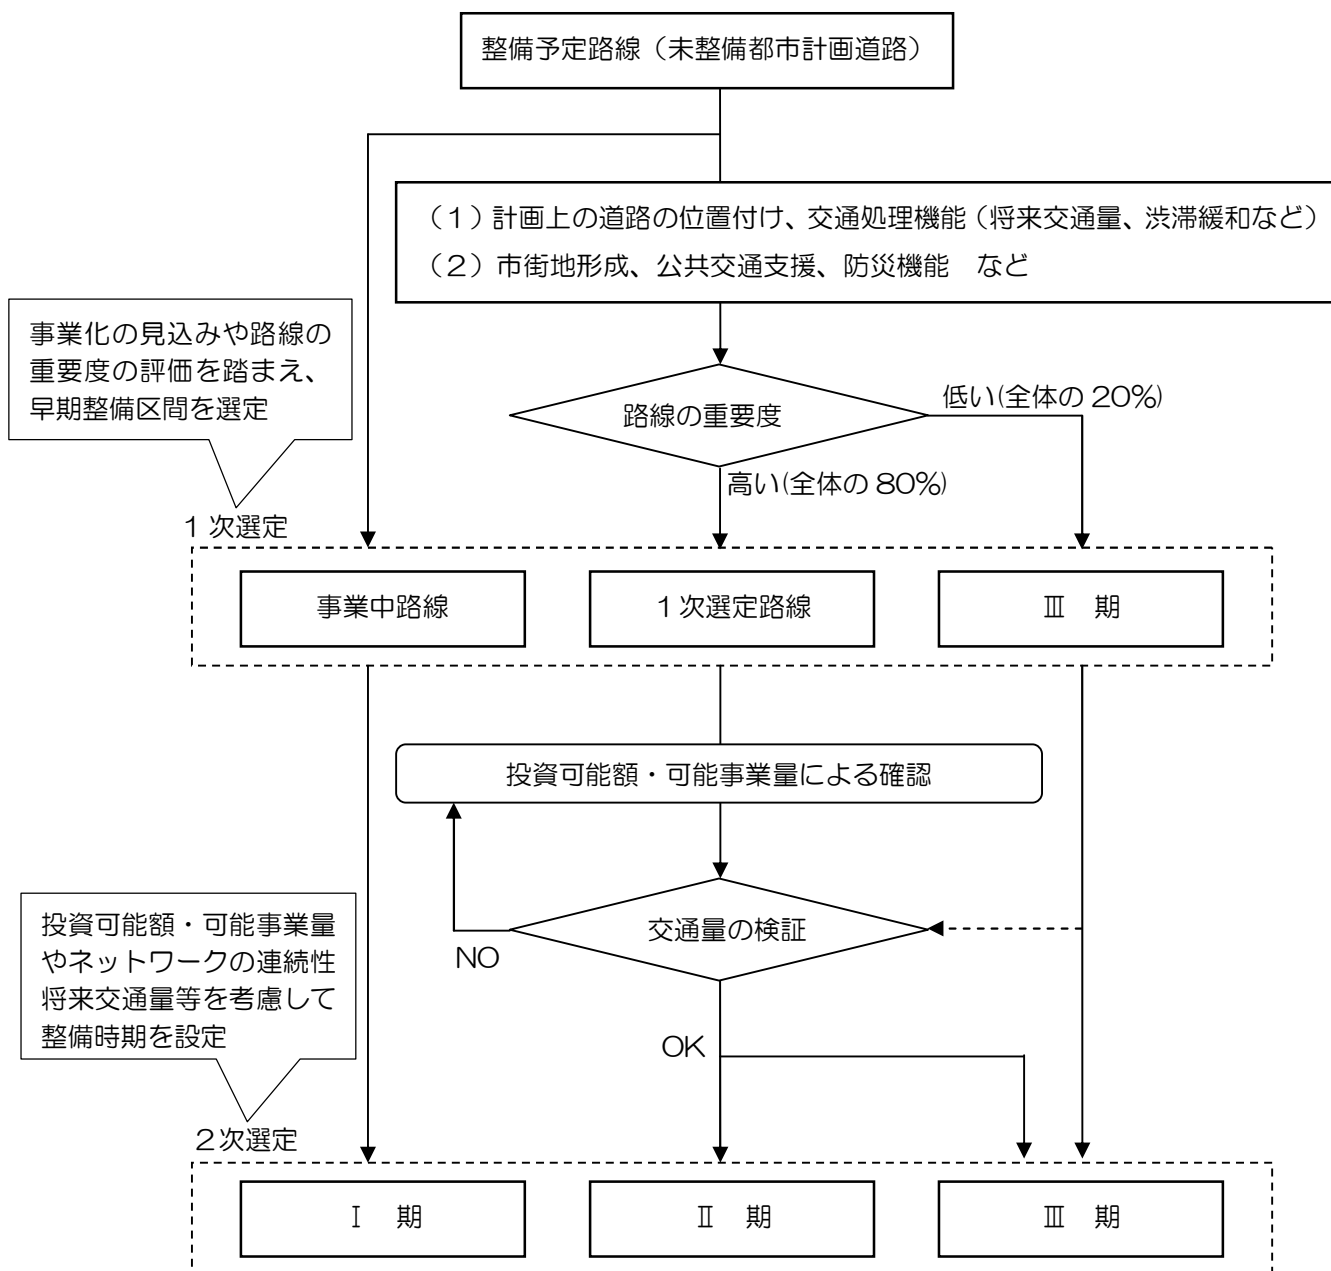 整備予定路線（未整備都市計画道路）
（１）計画上の道路の位置付け、交通処理機能（将来交通量、渋滞緩和など）
（２）市街地形成、公共交通支援、防災機能　など
事業化の見込みや路線の
重要度の評価を踏まえ、
早期整備区間を選定
路線の重要度
低い(全体の 20%)
高い(全体の 80%)
１次選定
事業中路線
１次選定路線
Ⅲ　期
投資可能額・可能事業量による確認
交通量の検証
NO
投資可能額・可能事業量
やネットワークの連続性
将来交通量等を考慮して
整備時期を設定
OK
２次選定
Ⅰ　期
Ⅱ　期
Ⅲ　期